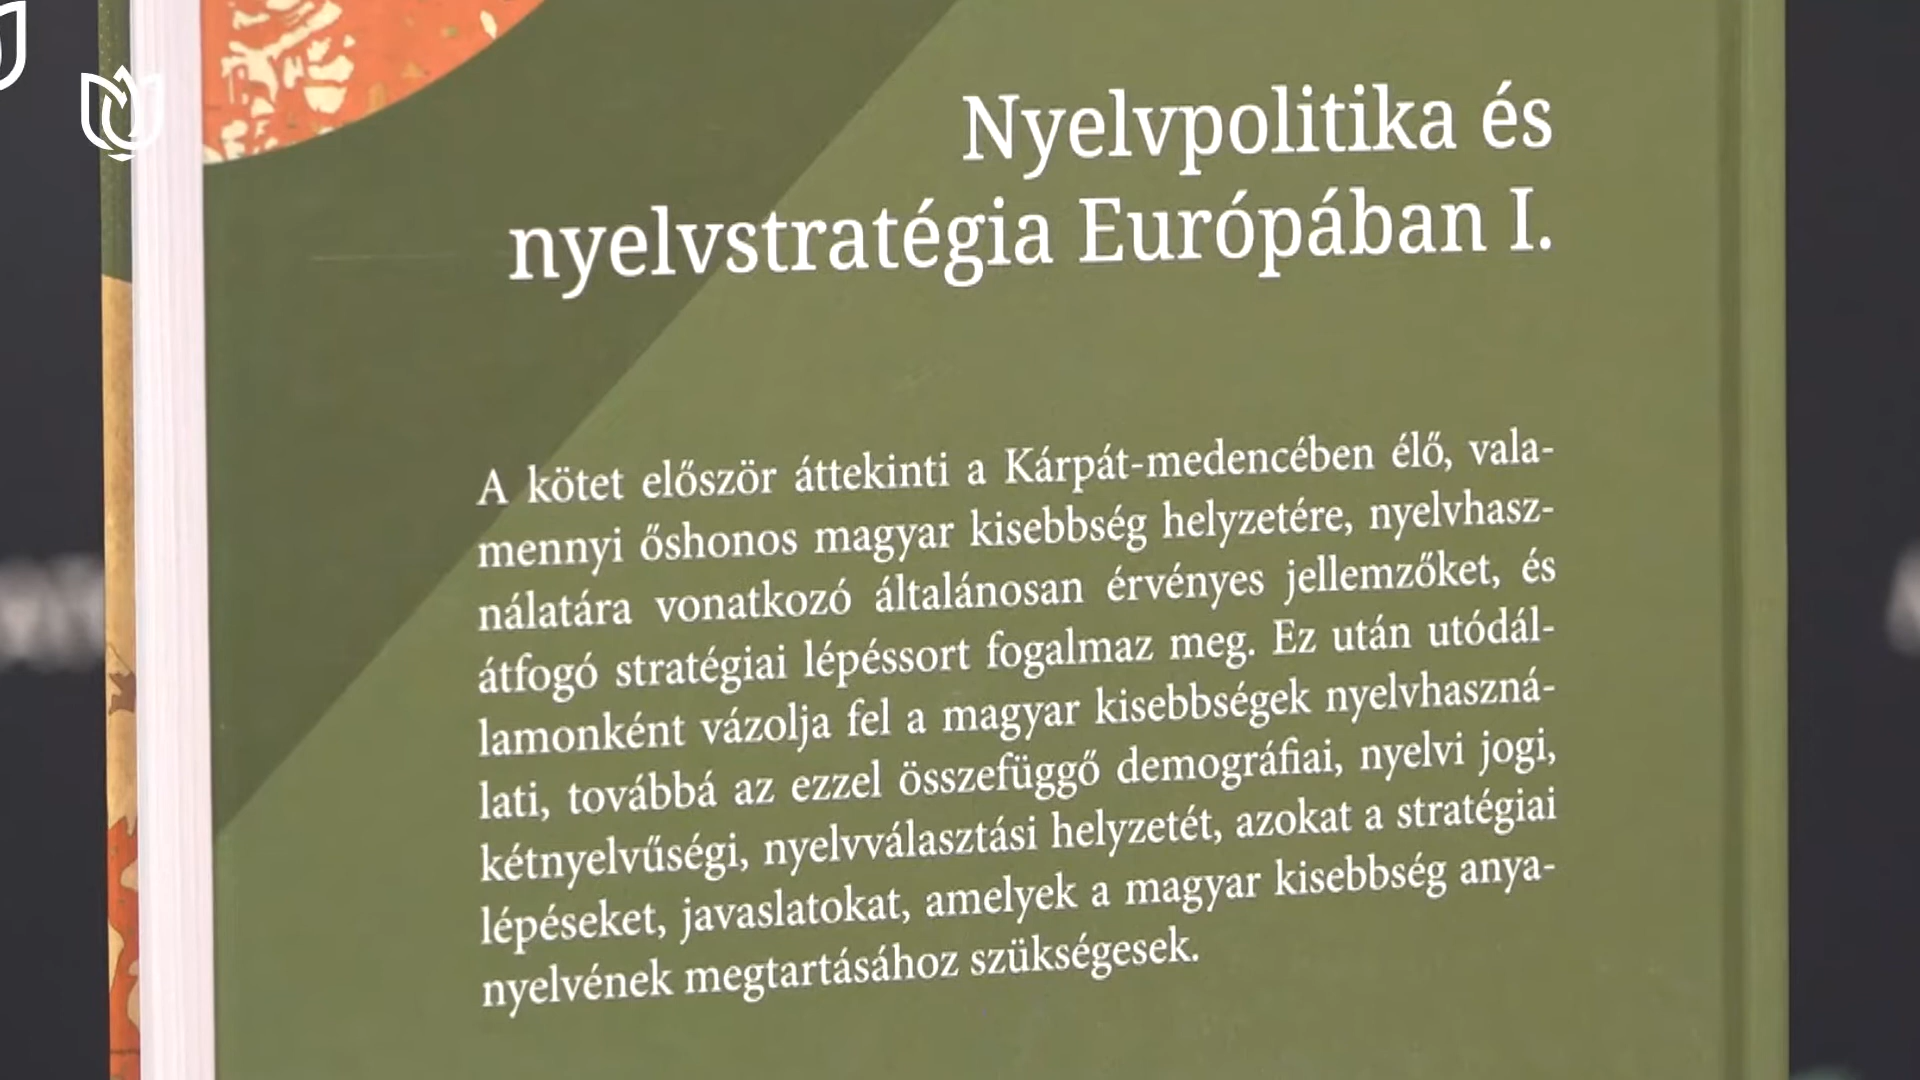 Nyelvpolitika és
nyelvstratégia Európában I.
A kötet először áttekinti a Kárpát-medencében élő, vala-
mennyi őshonos magyar kisebbség helyzetére, nyelvhasz-
nálatára vonatkozó általánosan érvényes jellemzőket, és
átfogó stratégiai lépéssort fogalmaz meg. Ez után utódál-
lamonként vázolja fel a magyar kisebbségek nyelvhaszná-
lati, továbbá az ezzel összefüggő demográfiai, nyelvi jogi,
kétnyelvűségi, nyelvválasztási helyzetét, azokat a stratégiai
lépéseket, javaslatokat, amelyek a magyar kisebbség anya-
nyelvének megtartásához szükségesek.